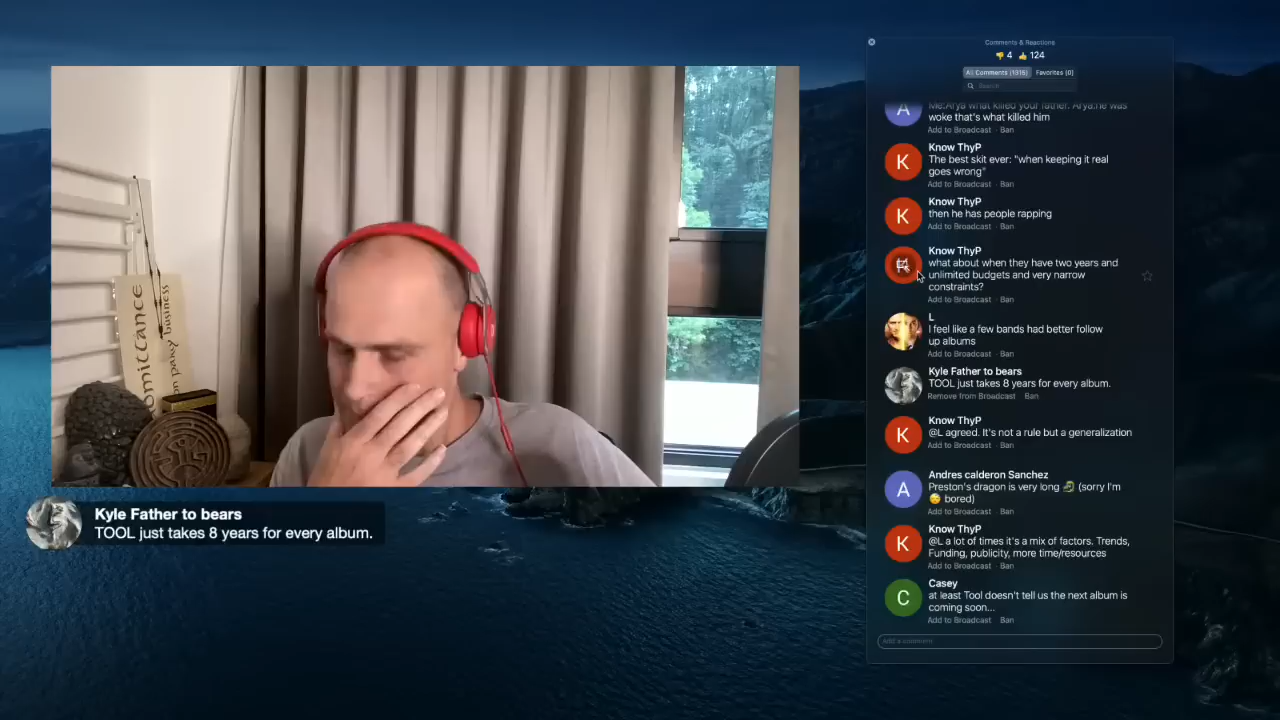 omittance
on parky business
Kyle Father to bears
TOOL just takes 8 years for every album.
Comments & Reactions
👎 4 👍 124
All Comments (1316)
Favorites (0)
Search
A
Me:Arya what killed your father. Arya:he was
woke that's what killed him
Add to Broadcast · Ban
K
Know ThyP
The best skit ever: "when keeping it real
goes wrong"
Add to Broadcast · Ban
K
Know ThyP
then he has people rapping
Add to Broadcast · Ban
Know ThyP
what about when they have two years and
unlimited budgets and very narrow
constraints?
Add to Broadcast · Ban
L
I feel like a few bands had better follow
up albums
Add to Broadcast · Ban
Kyle Father to bears
TOOL just takes 8 years for every album.
Remove from Broadcast · Ban
K
Know ThyP
@L agreed. It's not a rule but a generalization
Add to Broadcast · Ban
A
Andres calderon Sanchez
Preston's dragon is very long 🐉 (sorry I'm
😴 bored)
Add to Broadcast · Ban
K
Know ThyP
@L a lot of times it's a mix of factors. Trends,
Funding, publicity, more time/resources
Add to Broadcast · Ban
C
Casey
at least Tool doesn't tell us the next album is
coming soon...
Add to Broadcast · Ban
Add a comment